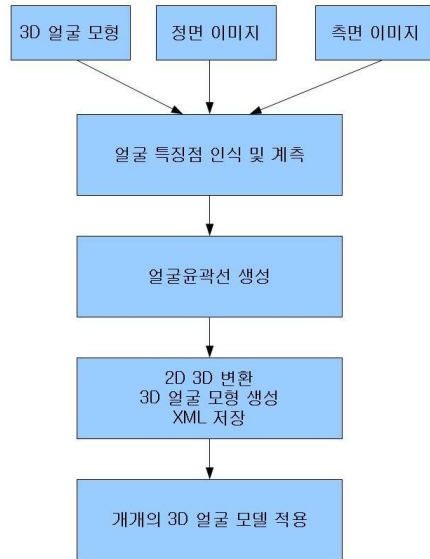 3D 얼굴 모형
정면 이미지
측면 이미지
얼굴 특징점 인식 및 계측
얼굴윤곽선 생성
2D 3D 변환
3D 얼굴 모형 생성
XML 저장
개개의 3D 얼굴 모델 적용